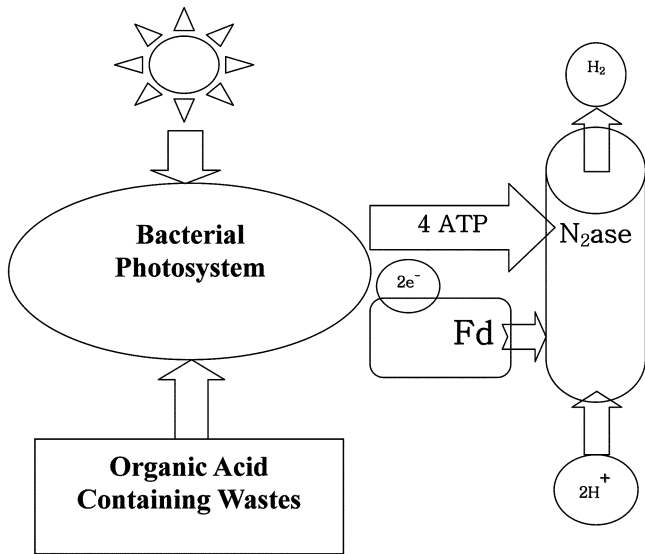 H₂
Bacterial
Photosystem
4 ATP
N₂ase
2e⁻
Fd
Organic Acid
Containing Wastes
2H⁺